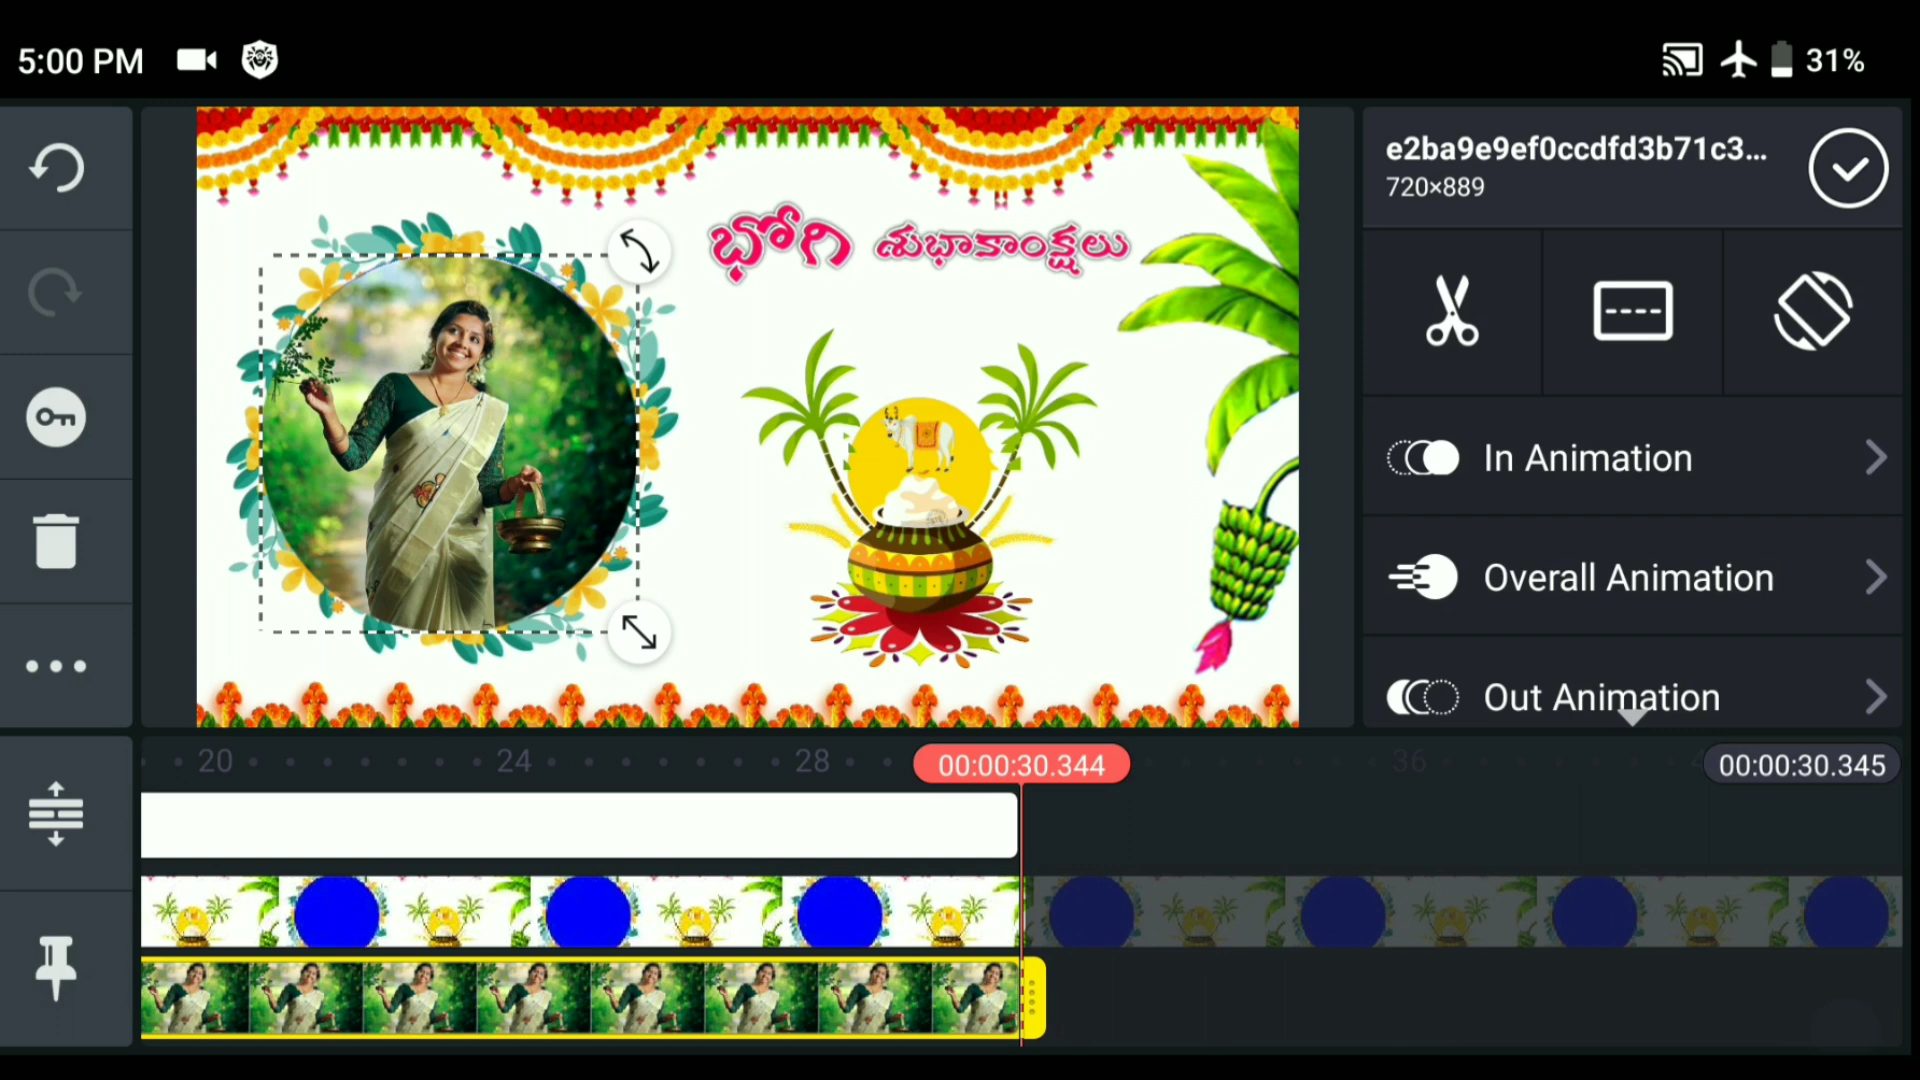 5:00 PM
31%
భోగి శుభాకాంక్షలు
e2ba9e9ef0ccdfd3b71c3...
720×889
In Animation
Overall Animation
Out Animation
20 24 28 00:00:30.344 36 00:00:30.345